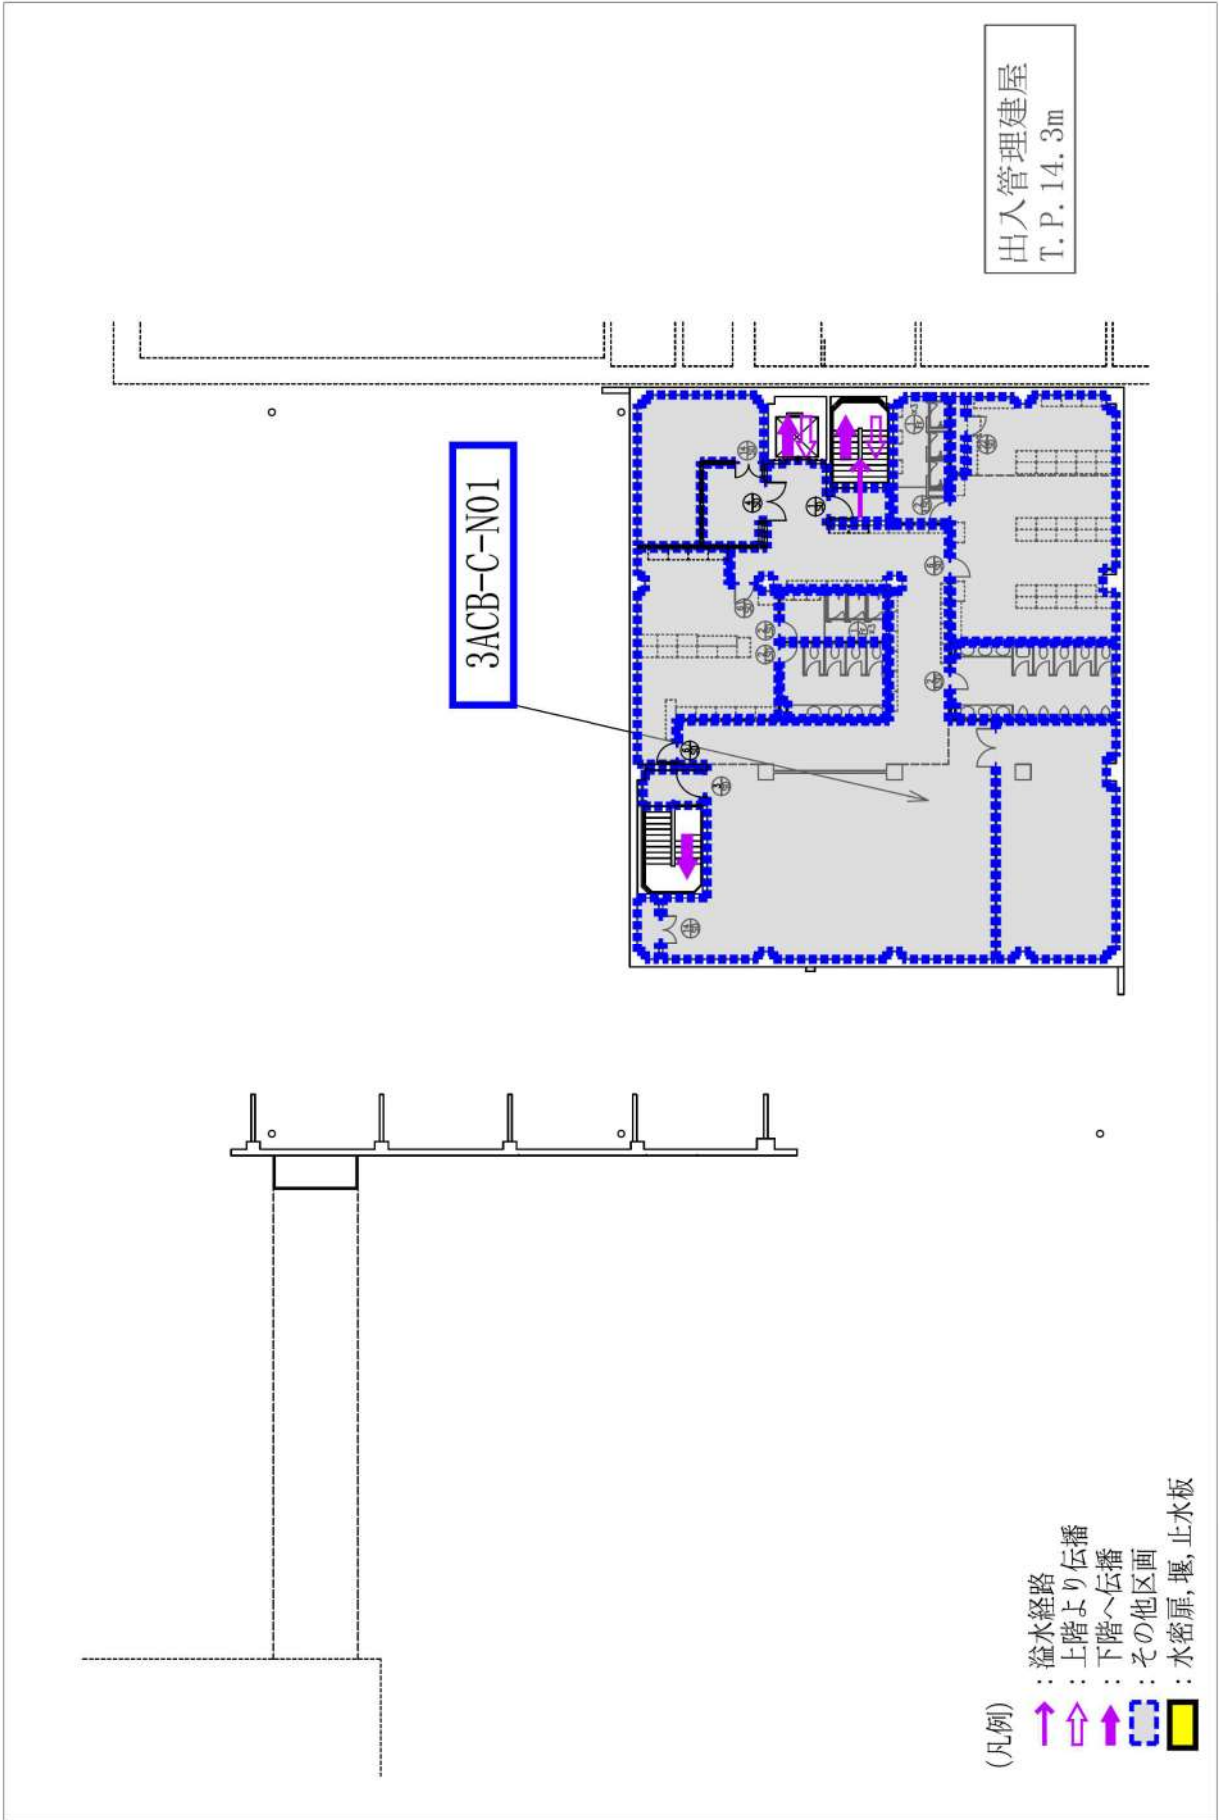 出入管理建屋
T.P.14.3m
3ACB-C-N01
(凡例)
：溢水経路
：上階より伝播
：下階へ伝播
：その他区画
：水密扉,堰,止水板